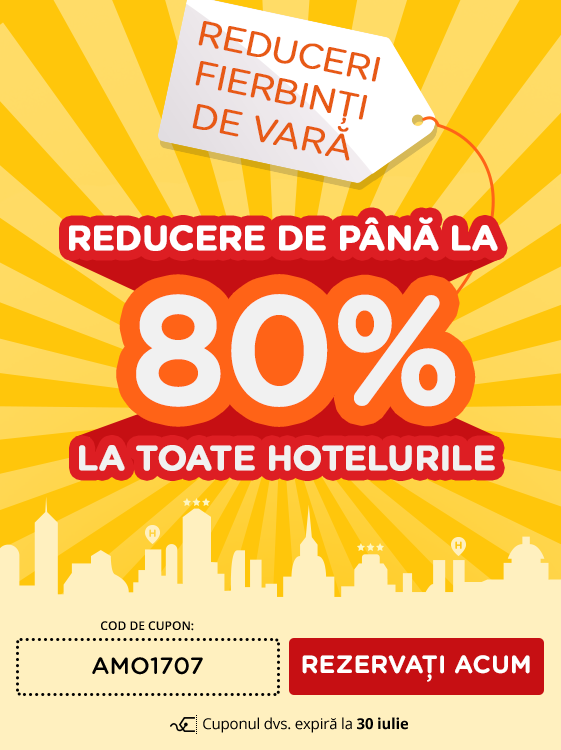 REDUCERI
FIERBINȚI
DE VARĂ
REDUCERE DE PÂNĂ LA
80%
LA TOATE HOTELURILE
H
H
COD DE CUPON:
AMO1707
REZERVAȚI ACUM
Cuponul dvs. expiră la 30 iulie